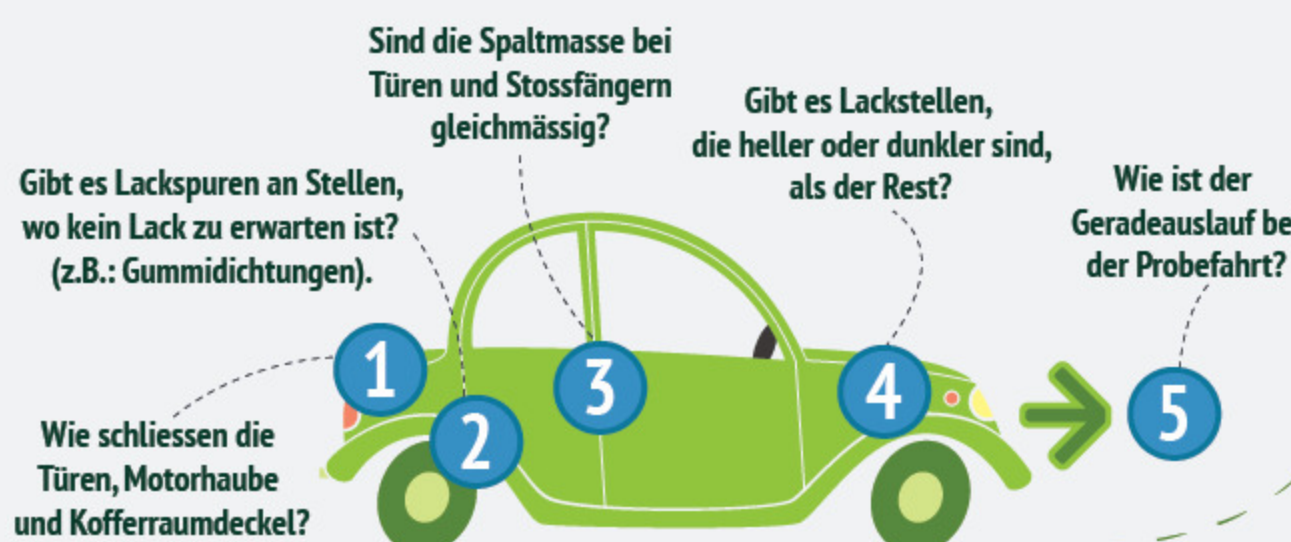 Sind die Spaltmasse bei
Türen und Stossfängern
gleichmässig?
Gibt es Lackstellen,
die heller oder dunkler sind,
als der Rest?
Gibt es Lackspuren an Stellen,
wo kein Lack zu erwarten ist?
(z.B.: Gummidichtungen).
Wie ist der
Geradeauslauf be
der Probefahrt?
1
2
3
4
5
Wie schliessen die
Türen, Motorhaube
und Kofferraumdeckel?